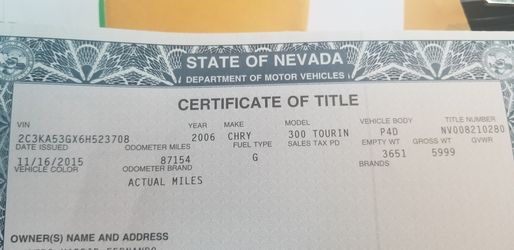 STATE OF NEVADA
DEPARTMENT OF MOTOR VEHICLES
CERTIFICATE OF TITLE
VIN YEAR MAKE MODEL VEHICLE BODY TITLE NUMBER
2C3KA53GX6H523708 2006 CHRY 300 TOURIN P4D NV008210280
DATE ISSUED ODOMETER MILES FUEL TYPE SALES TAX PD EMPTY WT GROSS WT GVWR
11/16/2015 87154 G 3651 5999
VEHICLE COLOR ODOMETER BRAND BRANDS
ACTUAL MILES
OWNER(S) NAME AND ADDRESS